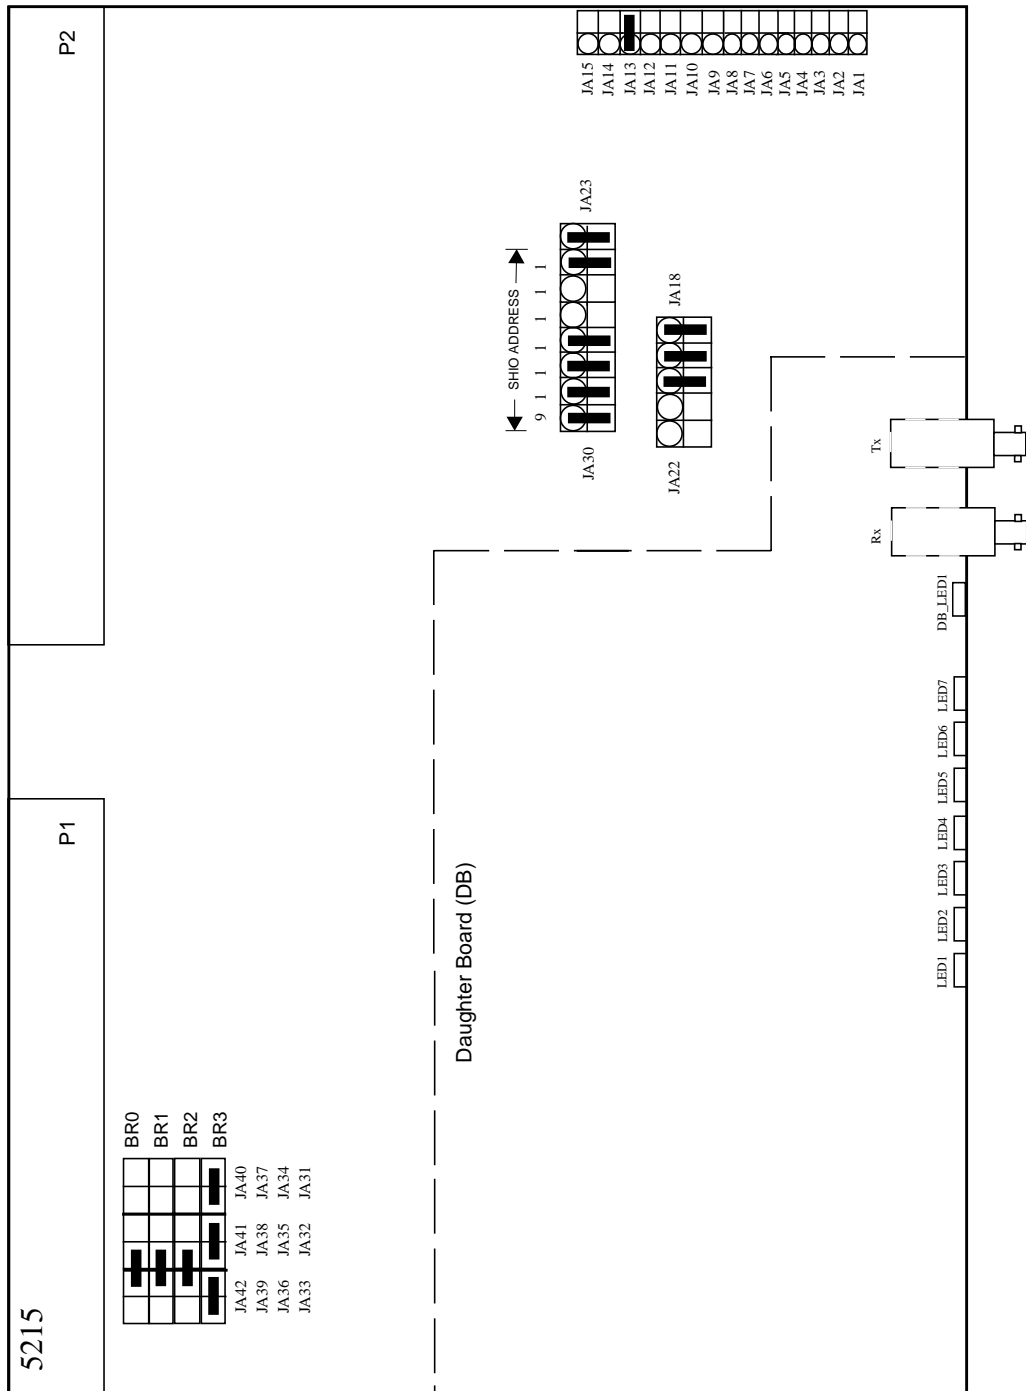 5215
P1
P2
BR0
BR1
BR2
BR3
JA42 JA41 JA40
JA39 JA38 JA37
JA36 JA35 JA34
JA33 JA32 JA31
Daughter Board (DB)
SHIO ADDRESS
9 1 1 1 1 1 1
JA30 JA23
JA22 JA18
JA15
JA14
JA13
JA12
JA11
JA10
JA9
JA8
JA7
JA6
JA5
JA4
JA3
JA2
JA1
Rx Tx
LED1 LED2 LED3 LED4 LED5 LED6 LED7 DB_LED1